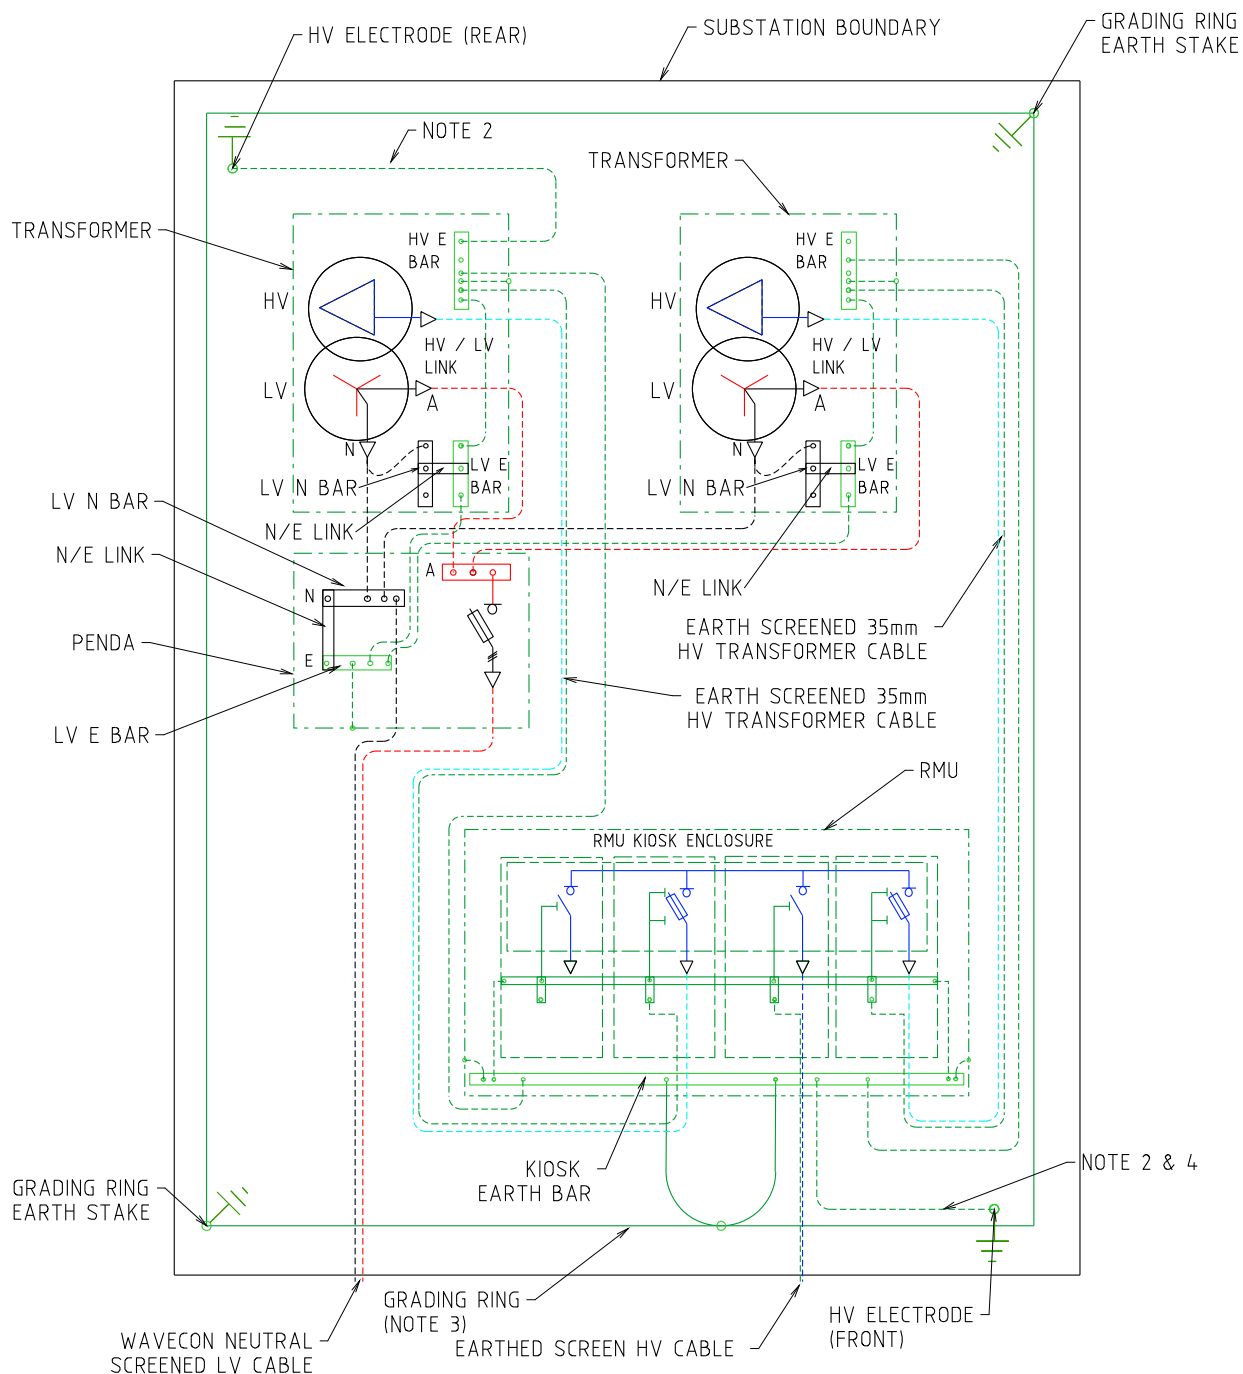 HV ELECTRODE (REAR)
SUBSTATION BOUNDARY
GRADING RING
EARTH STAKE
NOTE 2
TRANSFORMER
TRANSFORMER
HV E
BAR
HV E
BAR
HV
HV
HV / LV
LINK
HV / LV
LINK
LV
LV
A
A
N
N
LV E
BAR
LV E
BAR
LV N BAR
LV N BAR
LV N BAR
N/E LINK
N/E LINK
A
N/E LINK
N
EARTH SCREENED 35mm
HV TRANSFORMER CABLE
PENDA
E
EARTH SCREENED 35mm
HV TRANSFORMER CABLE
LV E BAR
RMU
RMU KIOSK ENCLOSURE
KIOSK
EARTH BAR
NOTE 2 & 4
GRADING RING
EARTH STAKE
GRADING RING
(NOTE 3)
HV ELECTRODE
(FRONT)
WAVECON NEUTRAL
SCREENED LV CABLE
EARTHED SCREEN HV CABLE